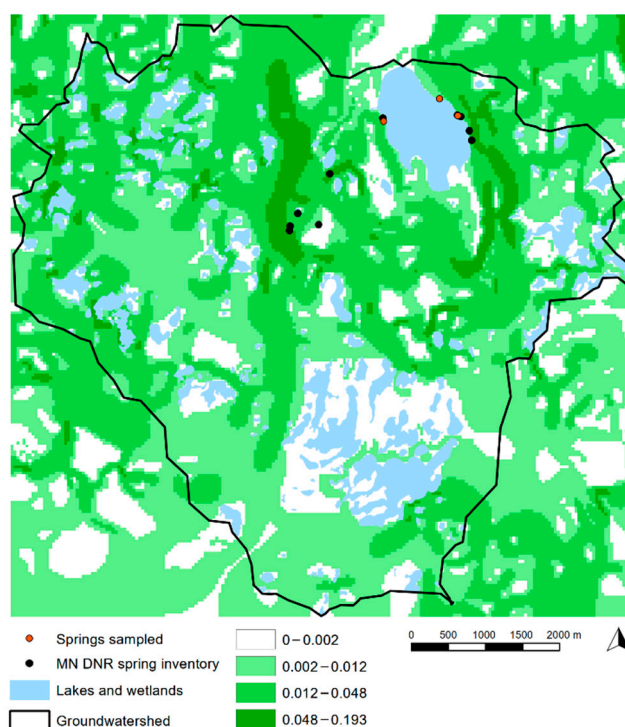 Springs sampled
MN DNR spring inventory
Lakes and wetlands
Groundwatershed
0–0.002
0.002–0.012
0.012–0.048
0.048–0.193
0 500 1000 1500 2000 m